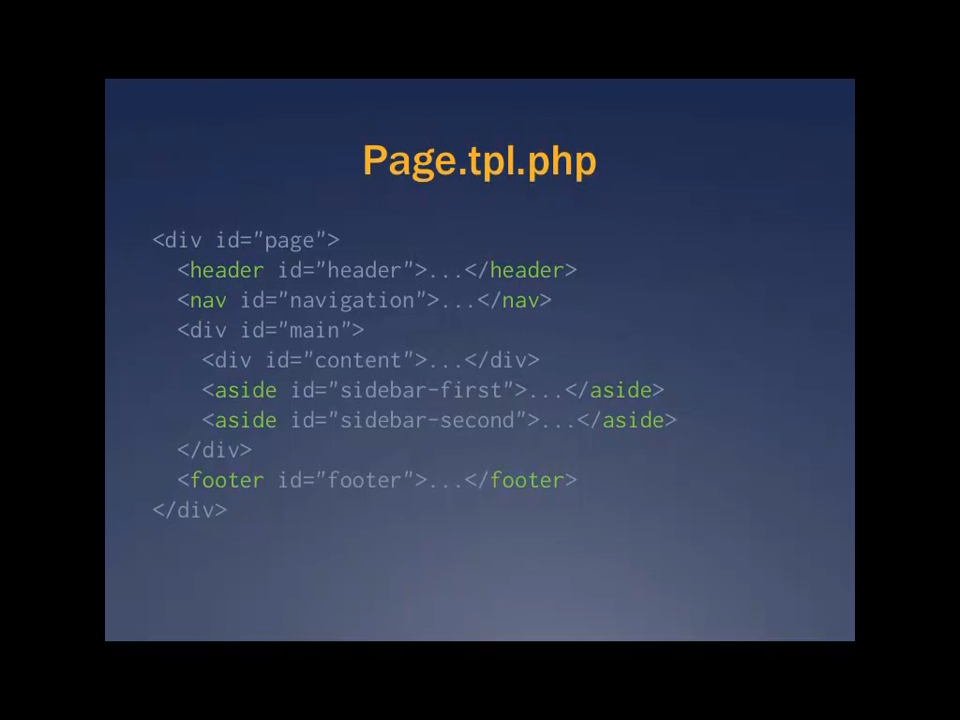 Page.tpl.php
<div id="page">
  <header id="header">...</header>
  <nav id="navigation">...</nav>
  <div id="main">
    <div id="content">...</div>
    <aside id="sidebar-first">...</aside>
    <aside id="sidebar-second">...</aside>
  </div>
  <footer id="footer">...</footer>
</div>